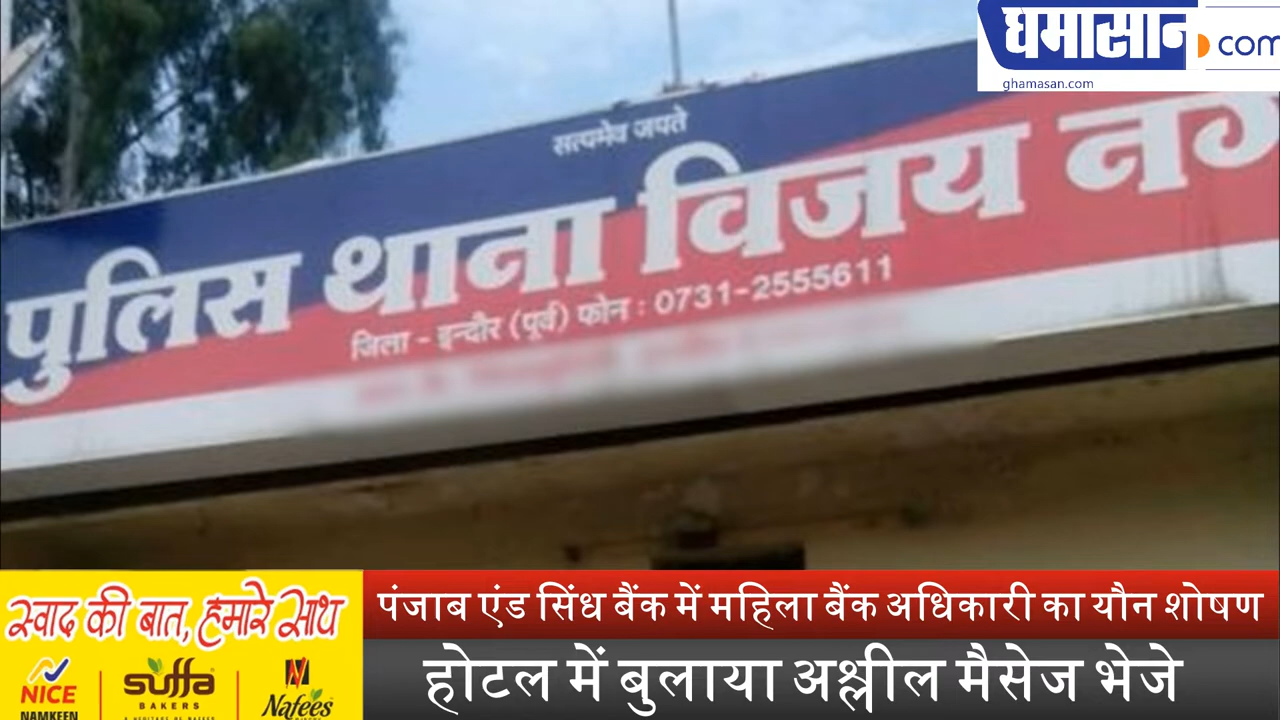 घमासान.com
ghamasan.com
सत्यमेव जयते
पुलिस थाना विजय नग
जिला - इन्दौर (पूर्व) फोन : 0731-2555611
पंजाब एंड सिंध बैंक में महिला बैंक अधिकारी का यौन शोषण
होटल में बुलाया अश्लील मैसेज भेजे
स्वाद की बात, हमारे साथ
NICE
NAMKEEN
suffa
BAKERS
Nafees